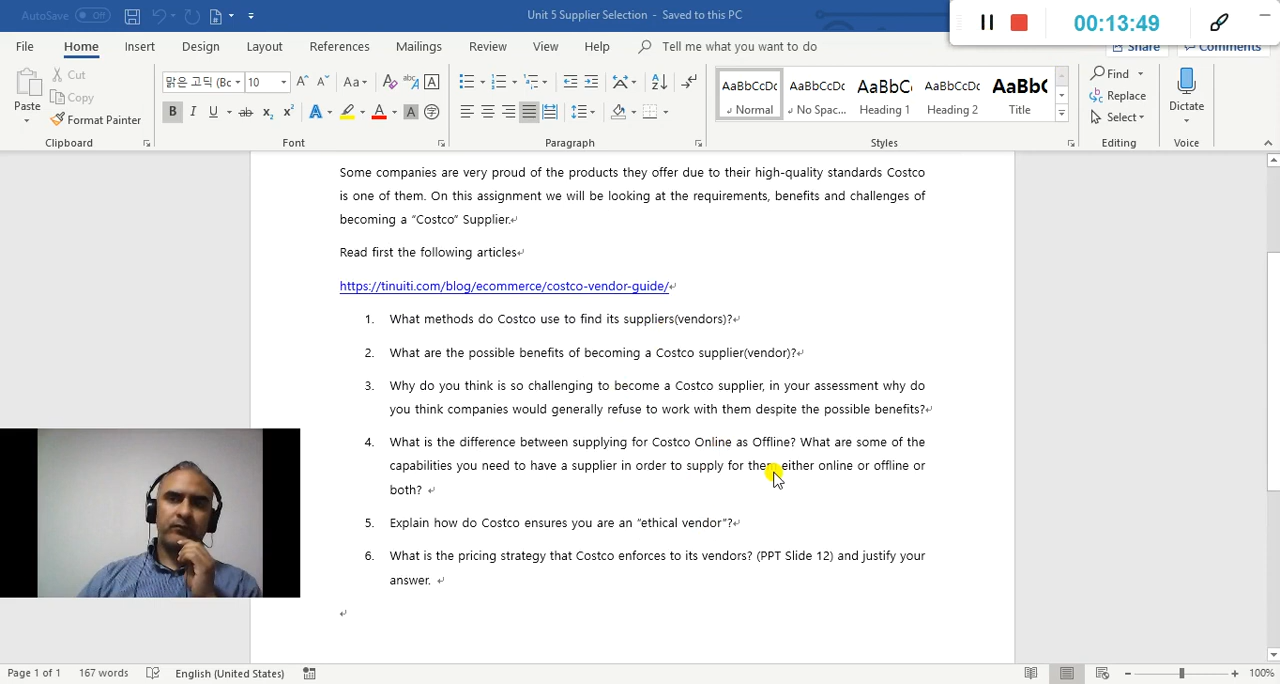 AutoSave Off
Unit 5 Supplier Selection - Saved to this PC
00:13:49
File Home Insert Design Layout References Mailings Review View Help Tell me what you want to do
Share Comments
Paste
Cut
Copy
Format Painter
맑은 고딕 (Bc 10
B I U ab x₂ x²
AaBbCcDc
Normal
AaBbCcDc
No Spac...
AaBbC
Heading 1
AaBbCcD
Heading 2
AaBbC
Title
Find
Replace
Select
Dictate
Clipboard Font Paragraph Styles Editing Voice
Some companies are very proud of the products they offer due to their high-quality standards Costco
is one of them. On this assignment we will be looking at the requirements, benefits and challenges of
becoming a “Costco” Supplier.
Read first the following articles
https://tinuiti.com/blog/ecommerce/costco-vendor-guide/
1. What methods do Costco use to find its suppliers(vendors)?
2. What are the possible benefits of becoming a Costco supplier(vendor)?
3. Why do you think is so challenging to become a Costco supplier, in your assessment why do
you think companies would generally refuse to work with them despite the possible benefits?
4. What is the difference between supplying for Costco Online as Offline? What are some of the
capabilities you need to have a supplier in order to supply for them either online or offline or
both?
5. Explain how do Costco ensures you are an “ethical vendor”?
6. What is the pricing strategy that Costco enforces to its vendors? (PPT Slide 12) and justify your
answer.
Page 1 of 1 167 words English (United States) 100%